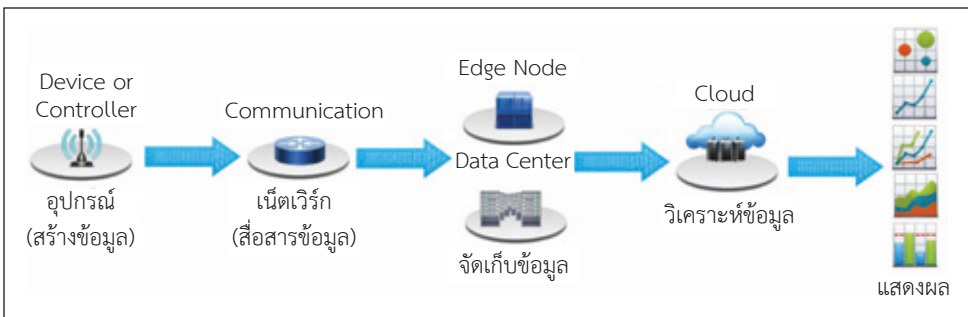 Device or
Controller
อุปกรณ์
(สร้างข้อมูล)
Communication
เน็ตเวิร์ก
(สื่อสารข้อมูล)
Edge Node
Data Center
จัดเก็บข้อมูล
Cloud
วิเคราะห์ข้อมูล
แสดงผล